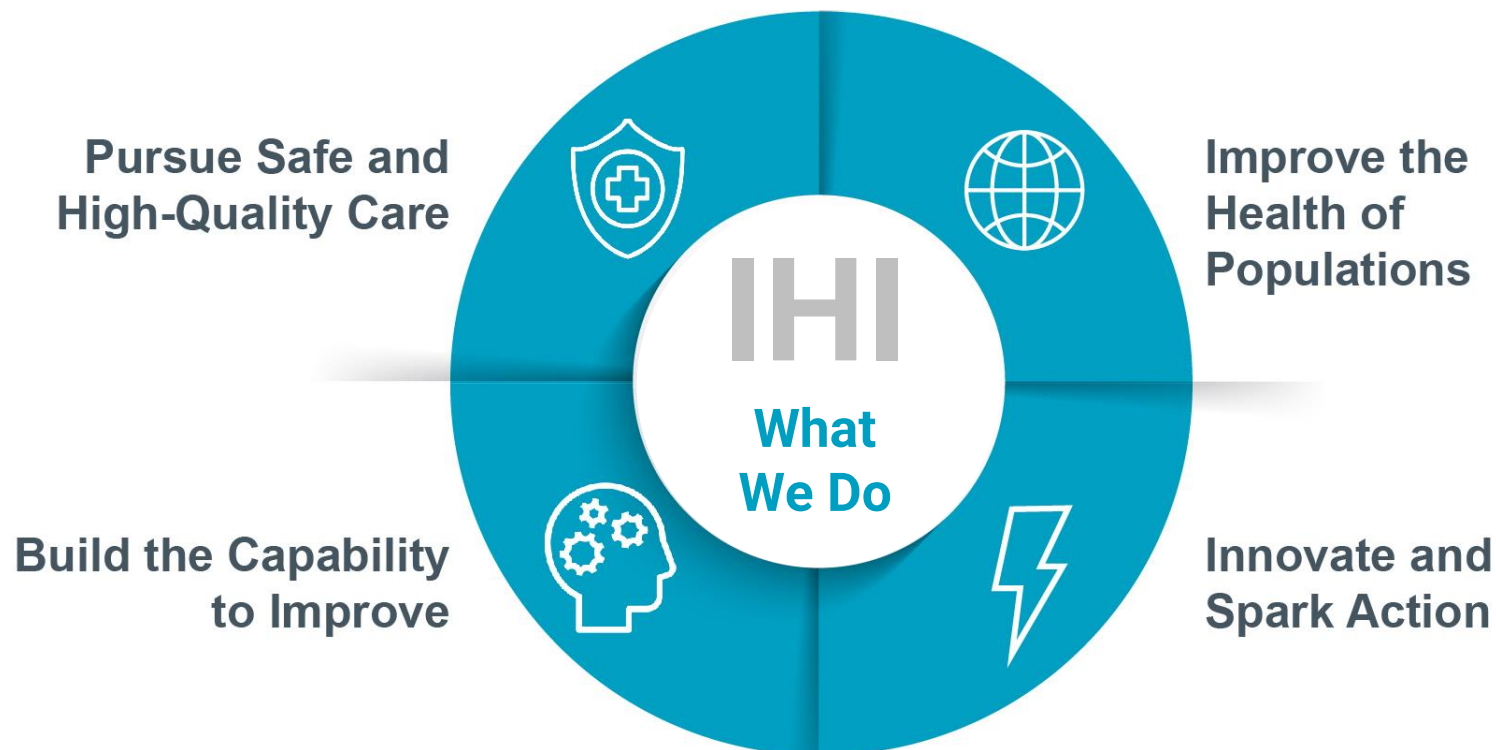 Pursue Safe and
High-Quality Care
Improve the
Health of
Populations
IHI
What
We Do
Build the Capability
to Improve
Innovate and
Spark Action